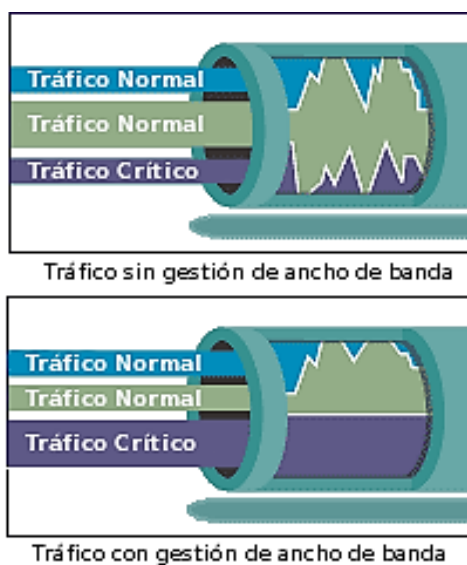 Tráfico Normal
Tráfico Normal
Tráfico Crítico
Tráfico sin gestión de ancho de banda
Tráfico Normal
Tráfico Normal
Tráfico Crítico
Tráfico con gestión de ancho de banda